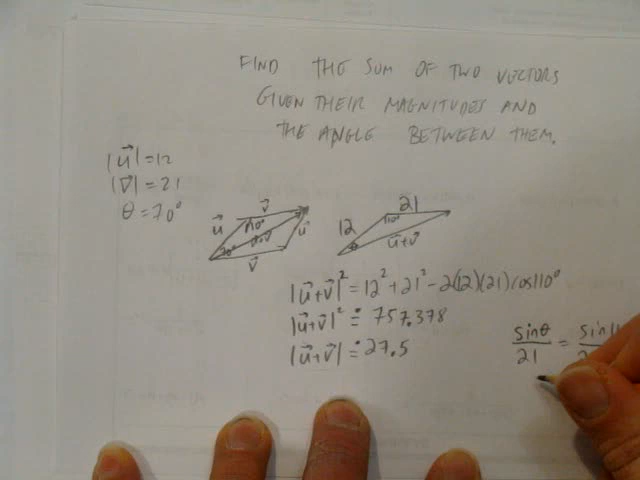 FIND THE SUM OF TWO VECTORS
GIVEN THEIR MAGNITUDES AND
THE ANGLE BETWEEN THEM.
|u⃗| = 12
|v⃗| = 21
θ = 70°
v⃗
u⃗ 110° u⃗
70° u⃗+v⃗
v⃗
21
12 110°
θ u⃗+v⃗
|u⃗+v⃗|² = 12² + 21² - 2(12)(21) cos110°
|u⃗+v⃗|² ≐ 757.378
|u⃗+v⃗| ≐ 27.5
sinθ/21 = sin11